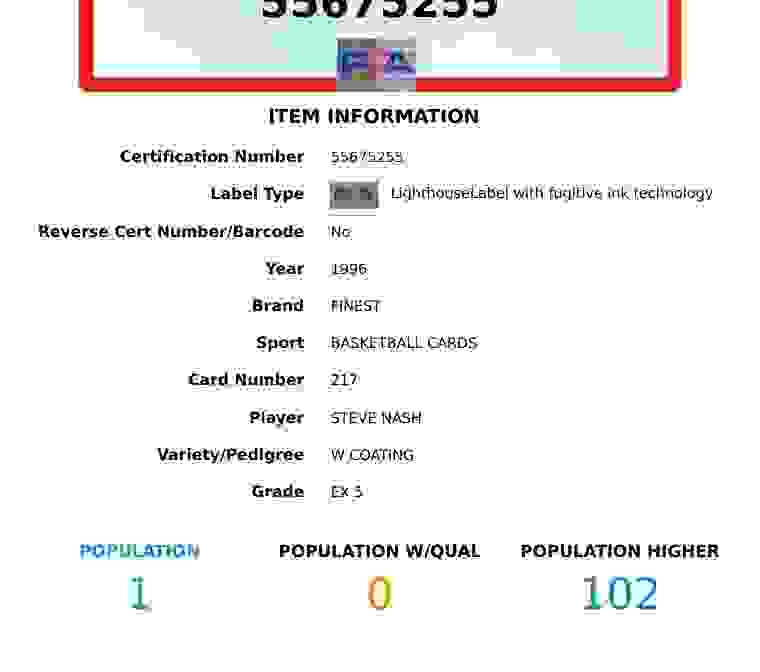 55675255
ITEM INFORMATION
Certification Number 55675255
Label Type LighthouseLabel with fugitive ink technology
Reverse Cert Number/Barcode No
Year 1996
Brand FINEST
Sport BASKETBALL CARDS
Card Number 217
Player STEVE NASH
Variety/Pedigree W COATING
Grade EX 5
POPULATION POPULATION W/QUAL POPULATION HIGHER
1 0 102